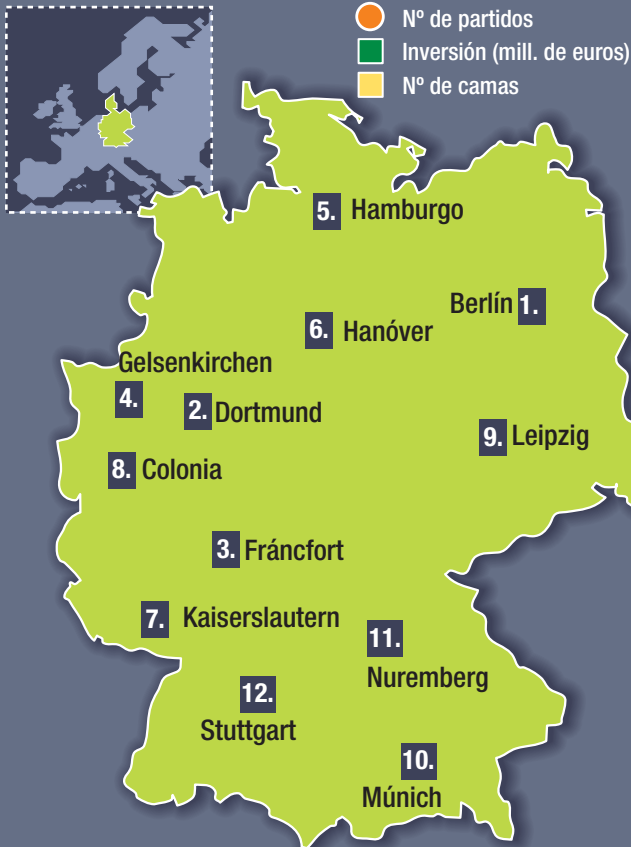 Nº de partidos
Inversión (mill. de euros)
Nº de camas
5. Hamburgo
Berlín 1.
6. Hanóver
Gelsenkirchen
4.
2. Dortmund
9. Leipzig
8. Colonia
3. Fráncfort
7. Kaiserslautern
11.
Nuremberg
12.
Stuttgart
10.
Múnich